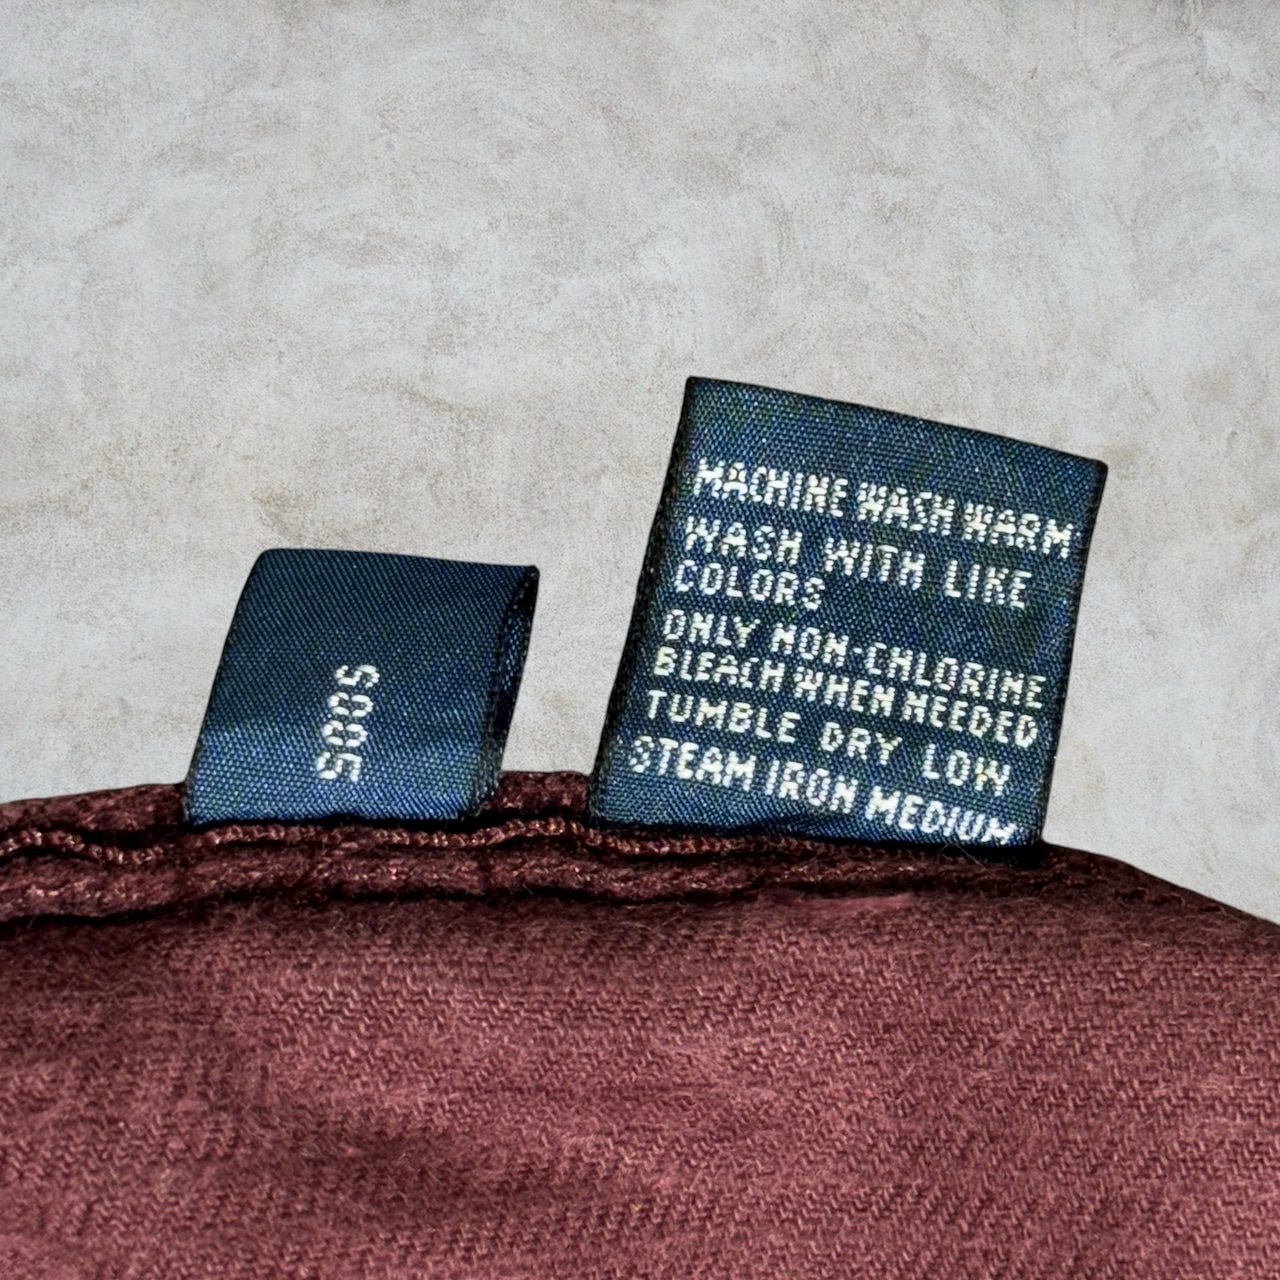 MACHINE WASH WARM
WASH WITH LIKE
COLORS
ONLY NON-CHLORINE
BLEACH WHEN NEEDED
TUMBLE DRY LOW
STEAM IRON MEDIUM